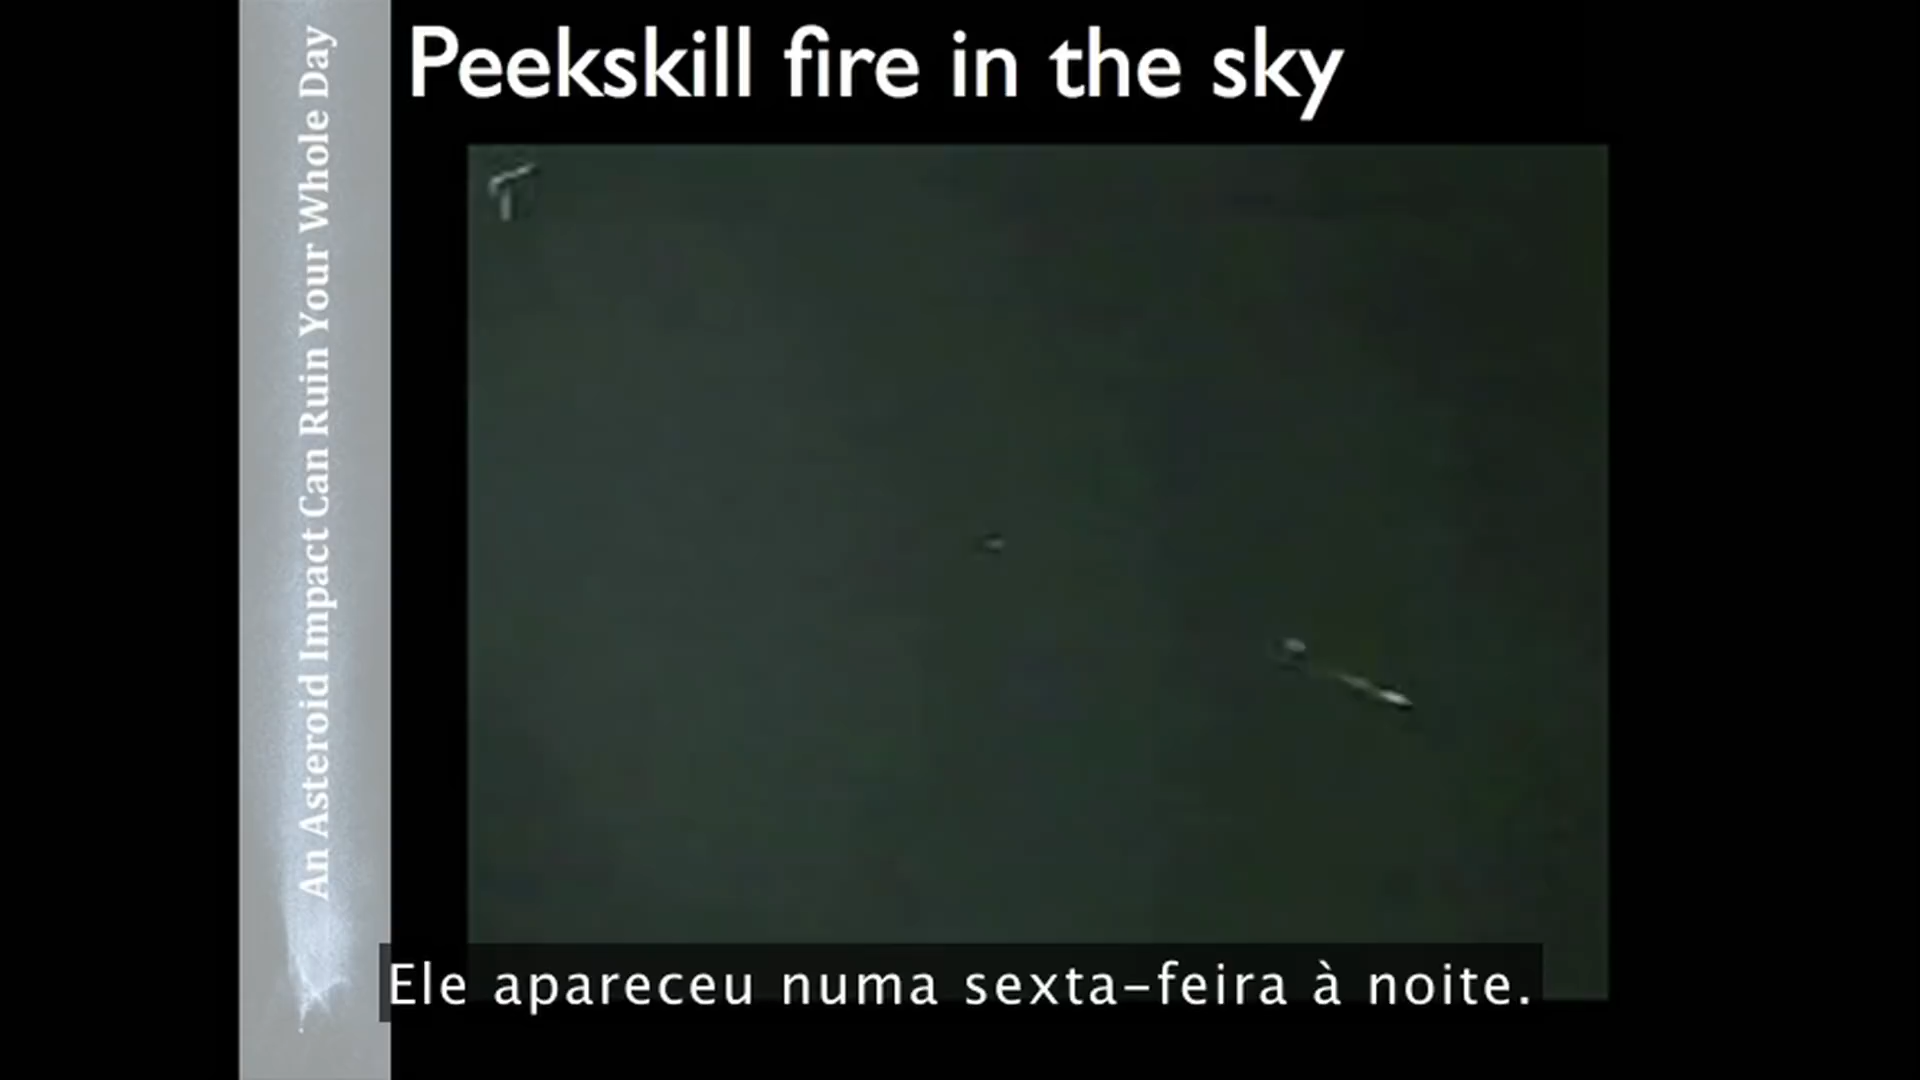 Peekskill fire in the sky
An Asteroid Impact Can Ruin Your Whole Day
Ele apareceu numa sexta-feira à noite.